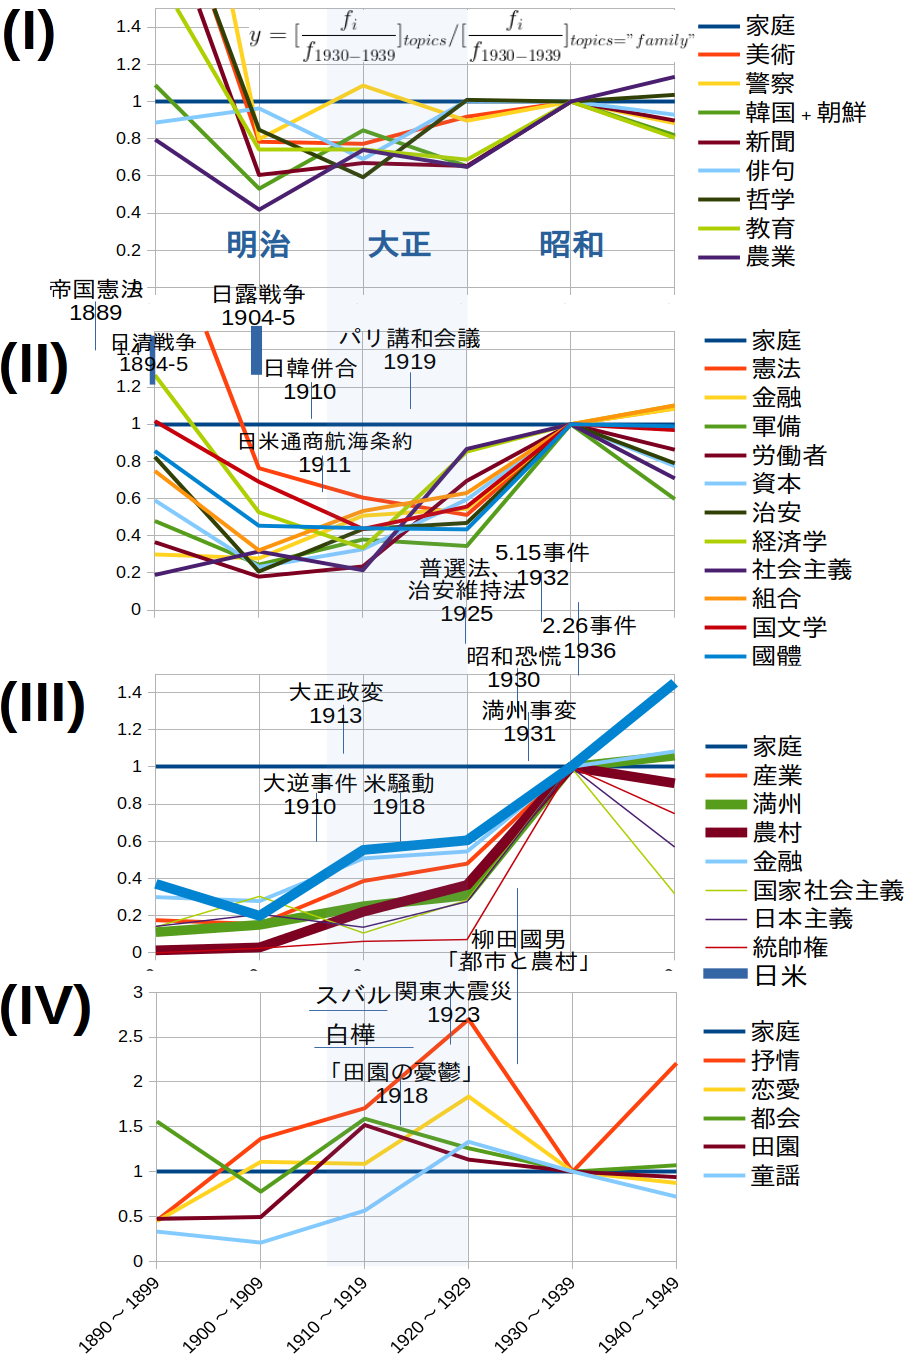 (I)
1.4
1.2
1
0.8
0.6
0.4
0.2
0
y = [f_i / f_{1930−1939}]_{topics} / [f_i / f_{1930−1939}]_{topics="family"}
明治
大正
昭和
家庭
美術
警察
韓国 + 朝鮮
新聞
俳句
哲学
教育
農業
帝国憲法
1889
日清戦争
1894-5
日露戦争
1904-5
日韓併合
1910
パリ講和会議
1919
日米通商航海条約
1911
(II)
1.4
1.2
1
0.8
0.6
0.4
0.2
0
家庭
憲法
金融
軍備
労働者
資本
治安
経済学
社会主義
組合
国文学
國體
普選法、
治安維持法
1925
5.15事件
1932
2.26事件
1936
昭和恐慌
1930
満州事変
1931
大正政変
1913
大逆事件
1910
米騒動
1918
(III)
1.4
1.2
1
0.8
0.6
0.4
0.2
0
家庭
産業
満州
農村
金融
国家社会主義
日本主義
統帥権
日米
柳田國男
「都市と農村」
(IV)
3
2.5
2
1.5
1
0.5
0
スバル
白樺
関東大震災
1923
「田園の憂鬱」
1918
家庭
抒情
恋愛
都会
田園
童謡
1890～1899
1900～1909
1910～1919
1920～1929
1930～1939
1940～1949